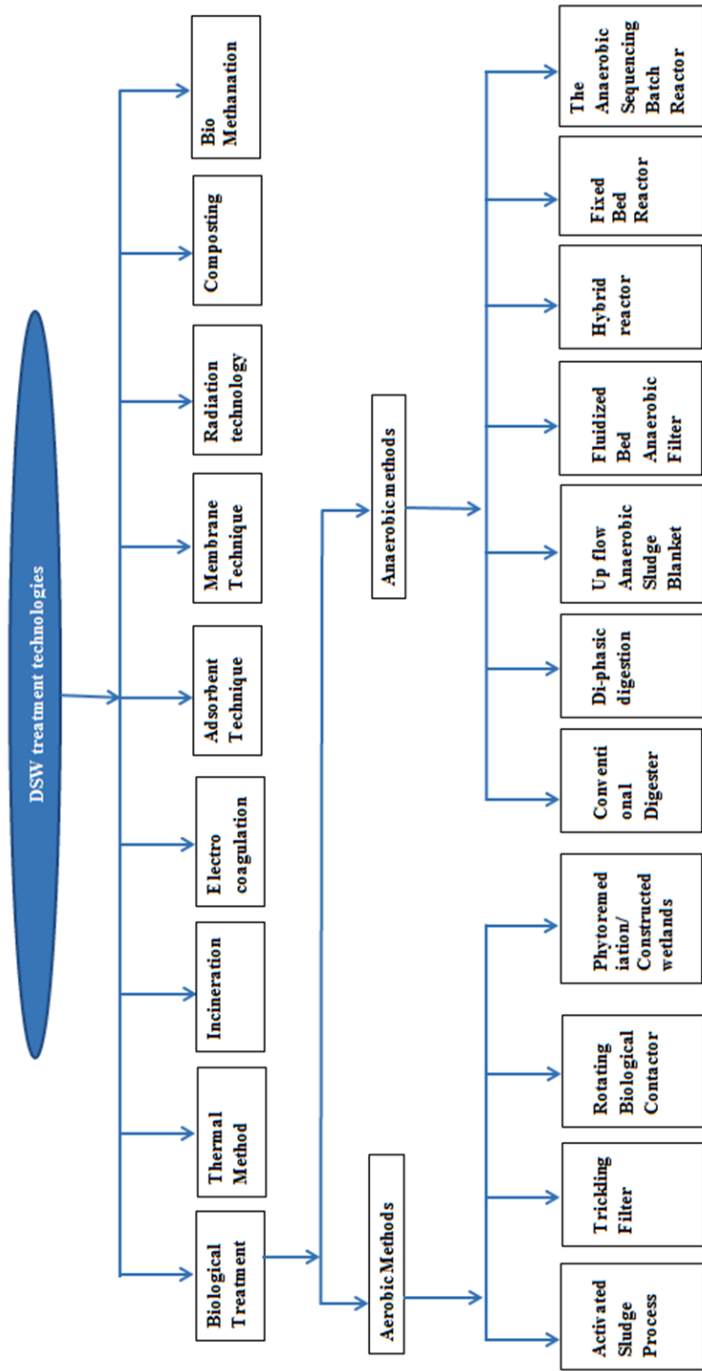 DSW treatment technologies
Biological
Treatment
Thermal
Method
Incineration
Electro
coagulation
Adsorbent
Technique
Membrane
Technique
Radiation
technology
Composting
Bio
Methanation
Aerobic Methods
Anaerobic methods
Activated
Sludge
Process
Trickling
Filter
Rotating
Biological
Contactor
Phytoremed
iation/
Constructed
wetlands
Conventi
onal
Digester
Di-phasic
digestion
Up flow
Anaerobic
Sludge
Blanket
Fluidized
Bed
Anaerobic
Filter
Hybrid
reactor
Fixed
Bed
Reactor
The
Anaerobic
Sequencing
Batch
Reactor